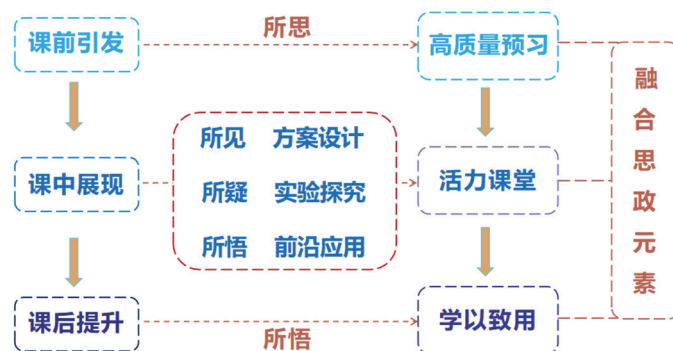 课前引发
所思
高质量预习
课中展现
所见 方案设计
所疑 实验探究
所悟 前沿应用
活力课堂
课后提升
所悟
学以致用
融合思政元素